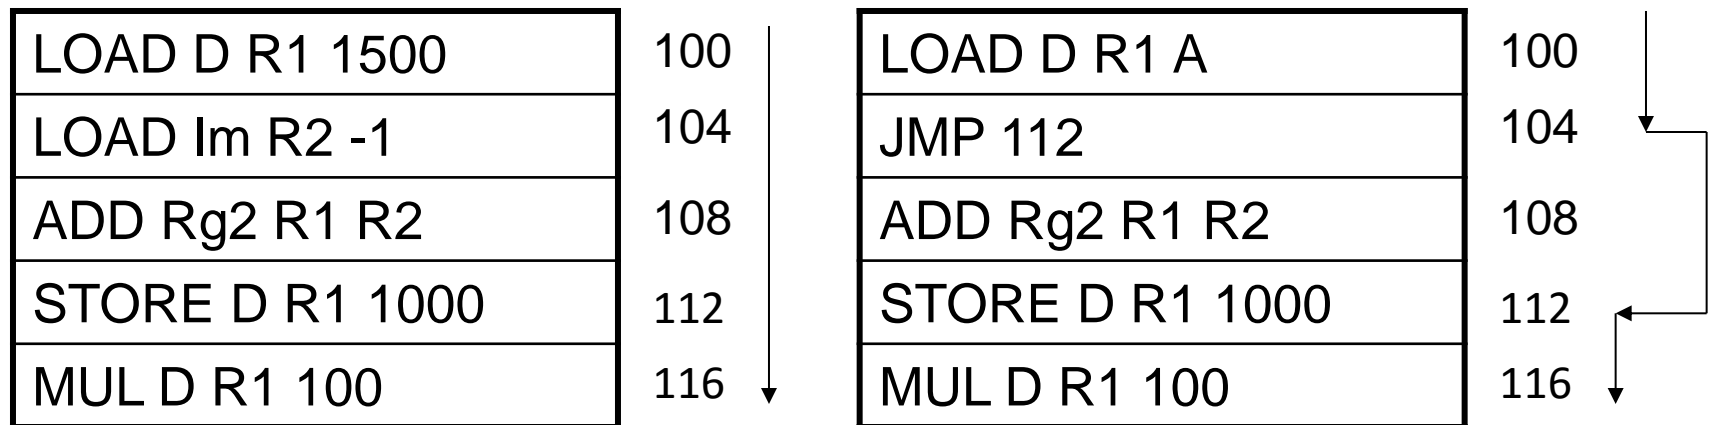 LOAD D R1 1500 100
LOAD Im R2 -1 104
ADD Rg2 R1 R2 108
STORE D R1 1000 112
MUL D R1 100 116
LOAD D R1 A 100
JMP 112 104
ADD Rg2 R1 R2 108
STORE D R1 1000 112
MUL D R1 100 116